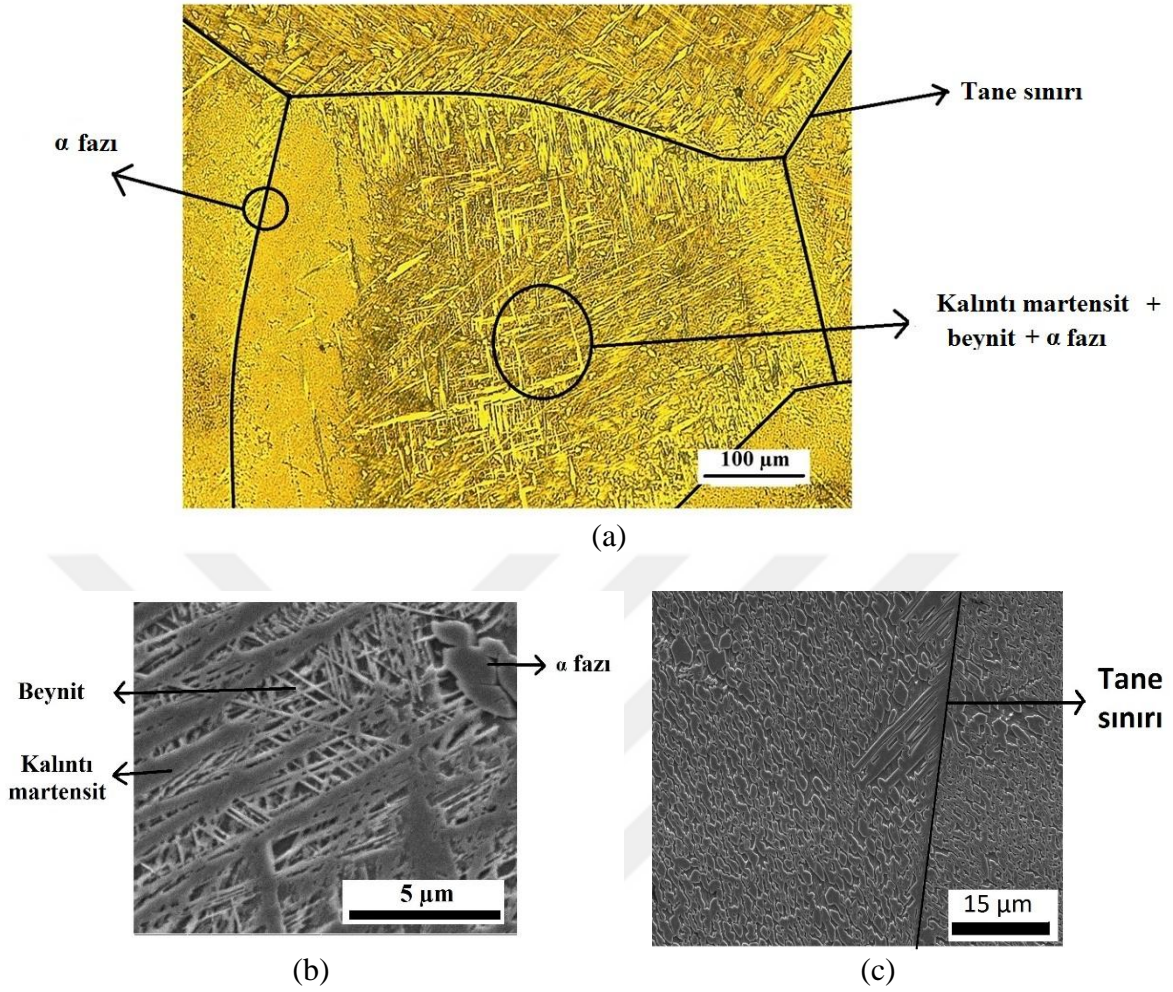 Tane sınırı
α fazı
Kalıntı martensit +
beynit + α fazı
100 µm
(a)
Beynit
α fazı
Kalıntı
martensit
5 µm
Tane
sınırı
15 µm
(b)
(c)